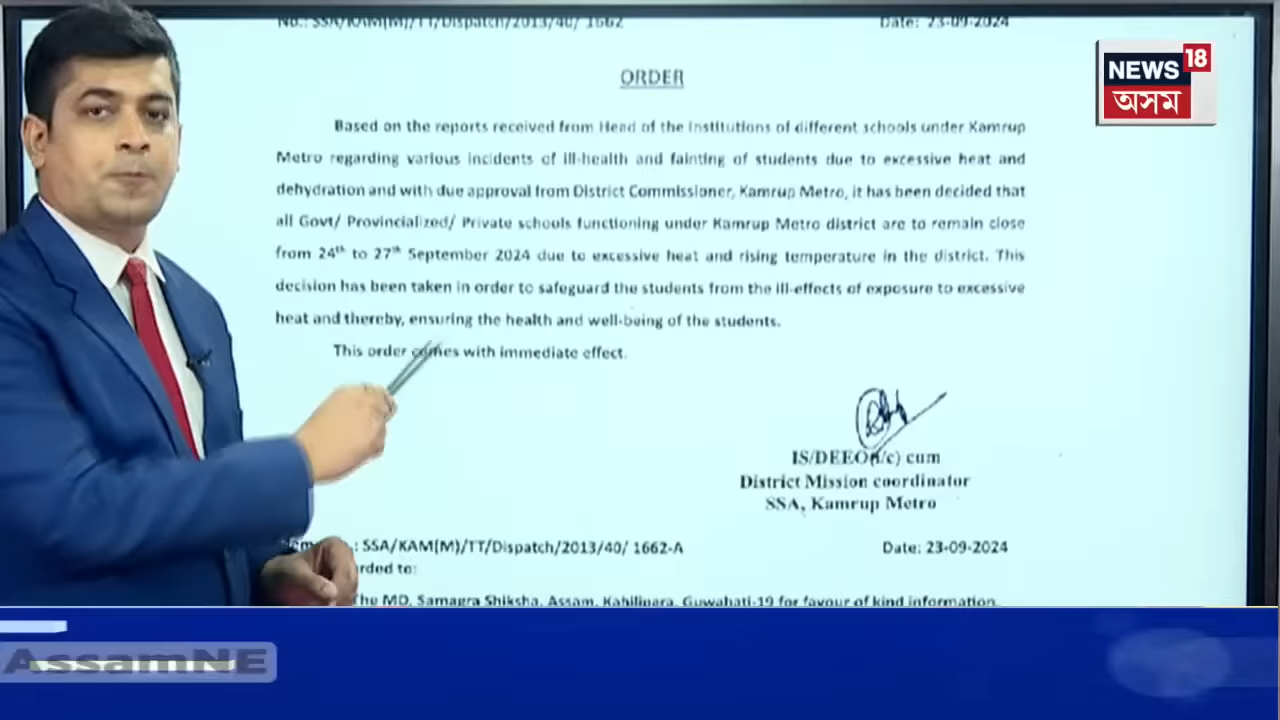 No.: SSA/KAM(M)/TT/Dispatch/2013/40/ 1662
Date: 23-09-2024
NEWS 18
অসম
ORDER
Based on the reports received from Head of the Institutions of different schools under Kamrup
Metro regarding various incidents of ill-health and fainting of students due to excessive heat and
dehydration and with due approval from District Commissioner, Kamrup Metro, it has been decided that
all Govt/ Provincialized/ Private schools functioning under Kamrup Metro district are to remain close
from 24th to 27th September 2024 due to excessive heat and rising temperature in the district. This
decision has been taken in order to safeguard the students from the ill-effects of exposure to excessive
heat and thereby, ensuring the health and well-being of the students.
This order comes with immediate effect.
IS/DEEO(i/c) cum
District Mission coordinator
SSA, Kamrup Metro
: SSA/KAM(M)/TT/Dispatch/2013/40/ 1662-A
Date: 23-09-2024
rded to:
The MD, Samagra Shiksha, Assam, Kahilipara, Guwahati-19 for favour of kind information.
AssamNE